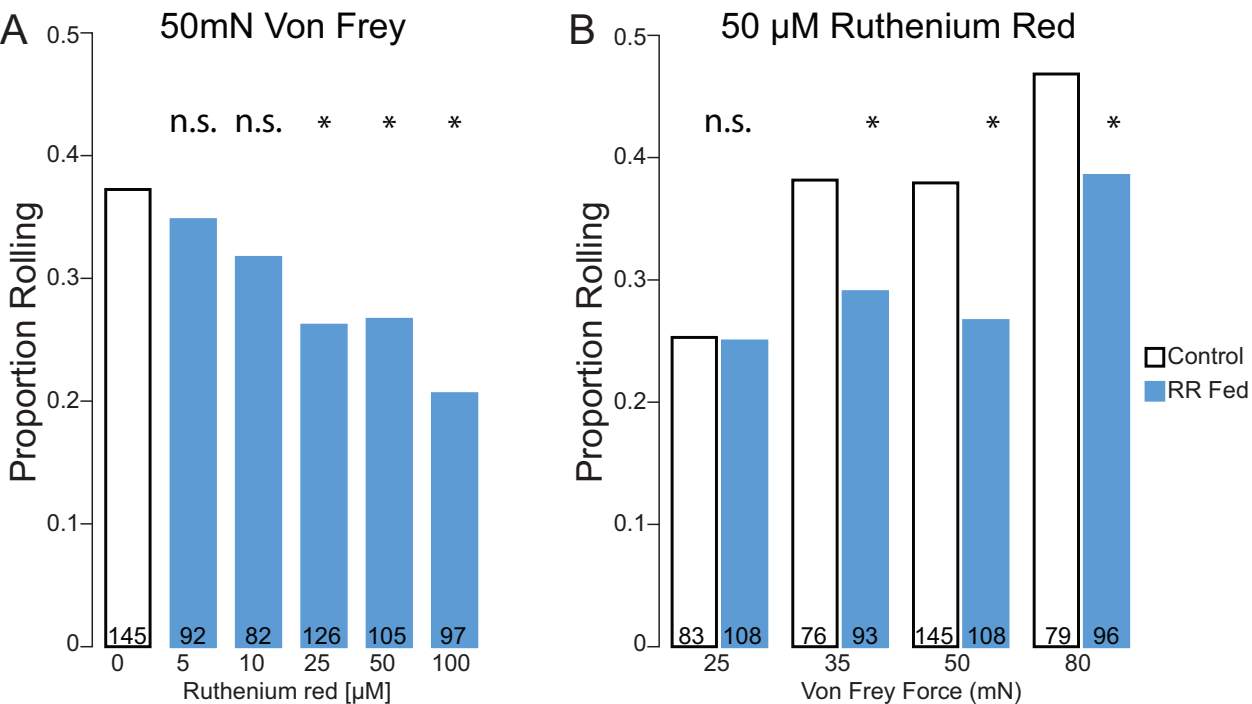 A
50mN Von Frey
Proportion Rolling
0.5
0.4
0.3
0.2
0.1
0
n.s. n.s. * * *
145 92 82 126 105 97
0 5 10 25 50 100
Ruthenium red [µM]
B
50 µM Ruthenium Red
Proportion Rolling
0.5
0.4
0.3
0.2
0.1
0
n.s. * * *
83 108 76 93 145 108 79 96
25 35 50 80
Von Frey Force (mN)
Control
RR Fed